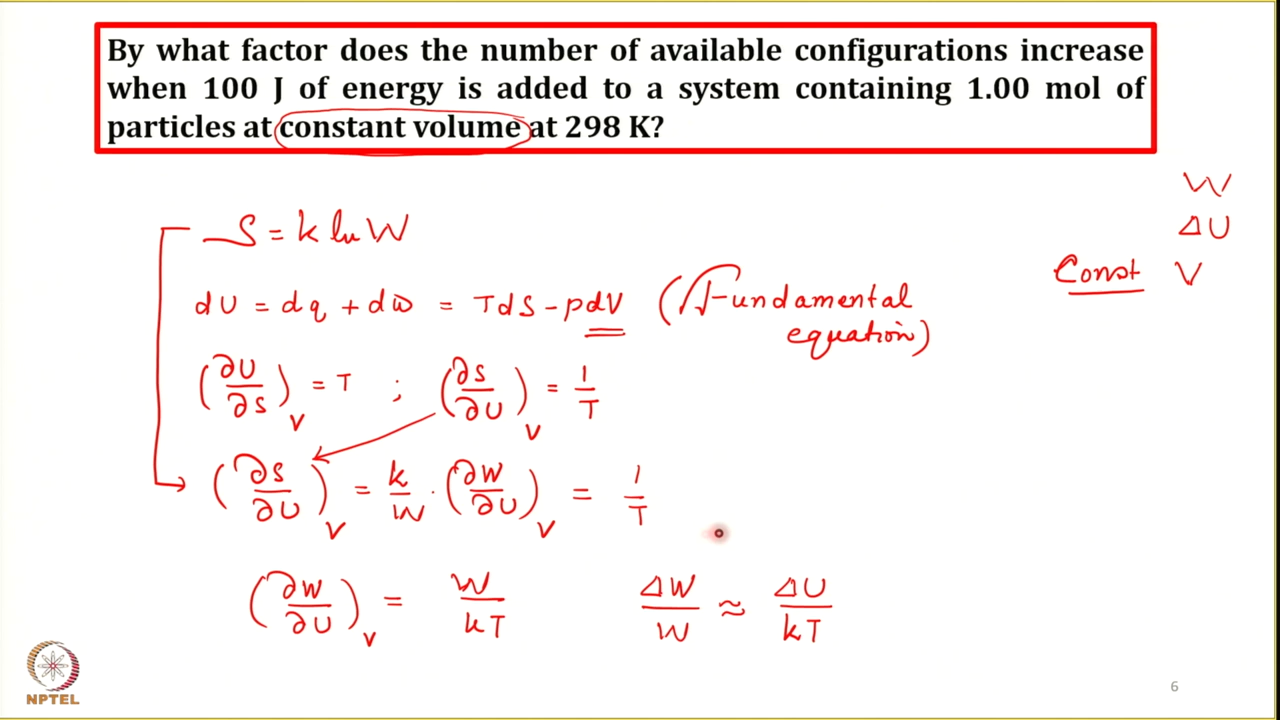 By what factor does the number of available configurations increase
when 100 J of energy is added to a system containing 1.00 mol of
particles at constant volume at 298 K?
W
ΔU
Const V
S = k ln W
dU = dq + dw = TdS - pdV (Fundamental
equation)
(∂U/∂S)_V = T ; (∂S/∂U)_V = 1/T
(∂S/∂U)_V = k/W · (∂W/∂U)_V = 1/T
(∂W/∂U)_V = W/kT ΔW/W ≈ ΔU/kT
NPTEL
6